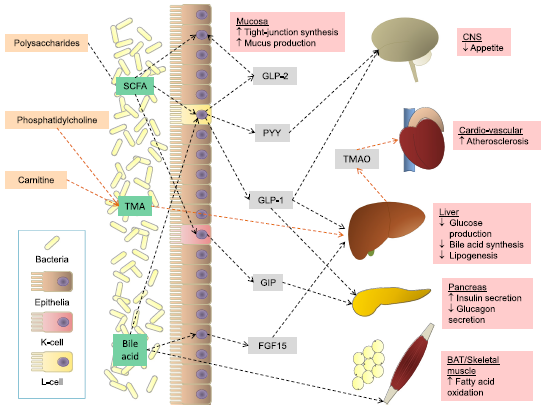 Polysaccharides
Phosphatidylcholine
Carnitine
Bacteria
Epithelia
K-cell
L-cell
SCFA
TMA
Bile
acid
GLP-2
PYY
GLP-1
GIP
FGF15
TMAO
Mucosa
↑ Tight-junction synthesis
↑ Mucus production
CNS
↓ Appetite
Cardio-vascular
↑ Atherosclerosis
Liver
↓ Glucose
production
↓ Bile acid synthesis
↓ Lipogenesis
Pancreas
↑ Insulin secretion
↓ Glucagon
secretion
BAT/Skeletal
muscle
↑ Fatty acid
oxidation